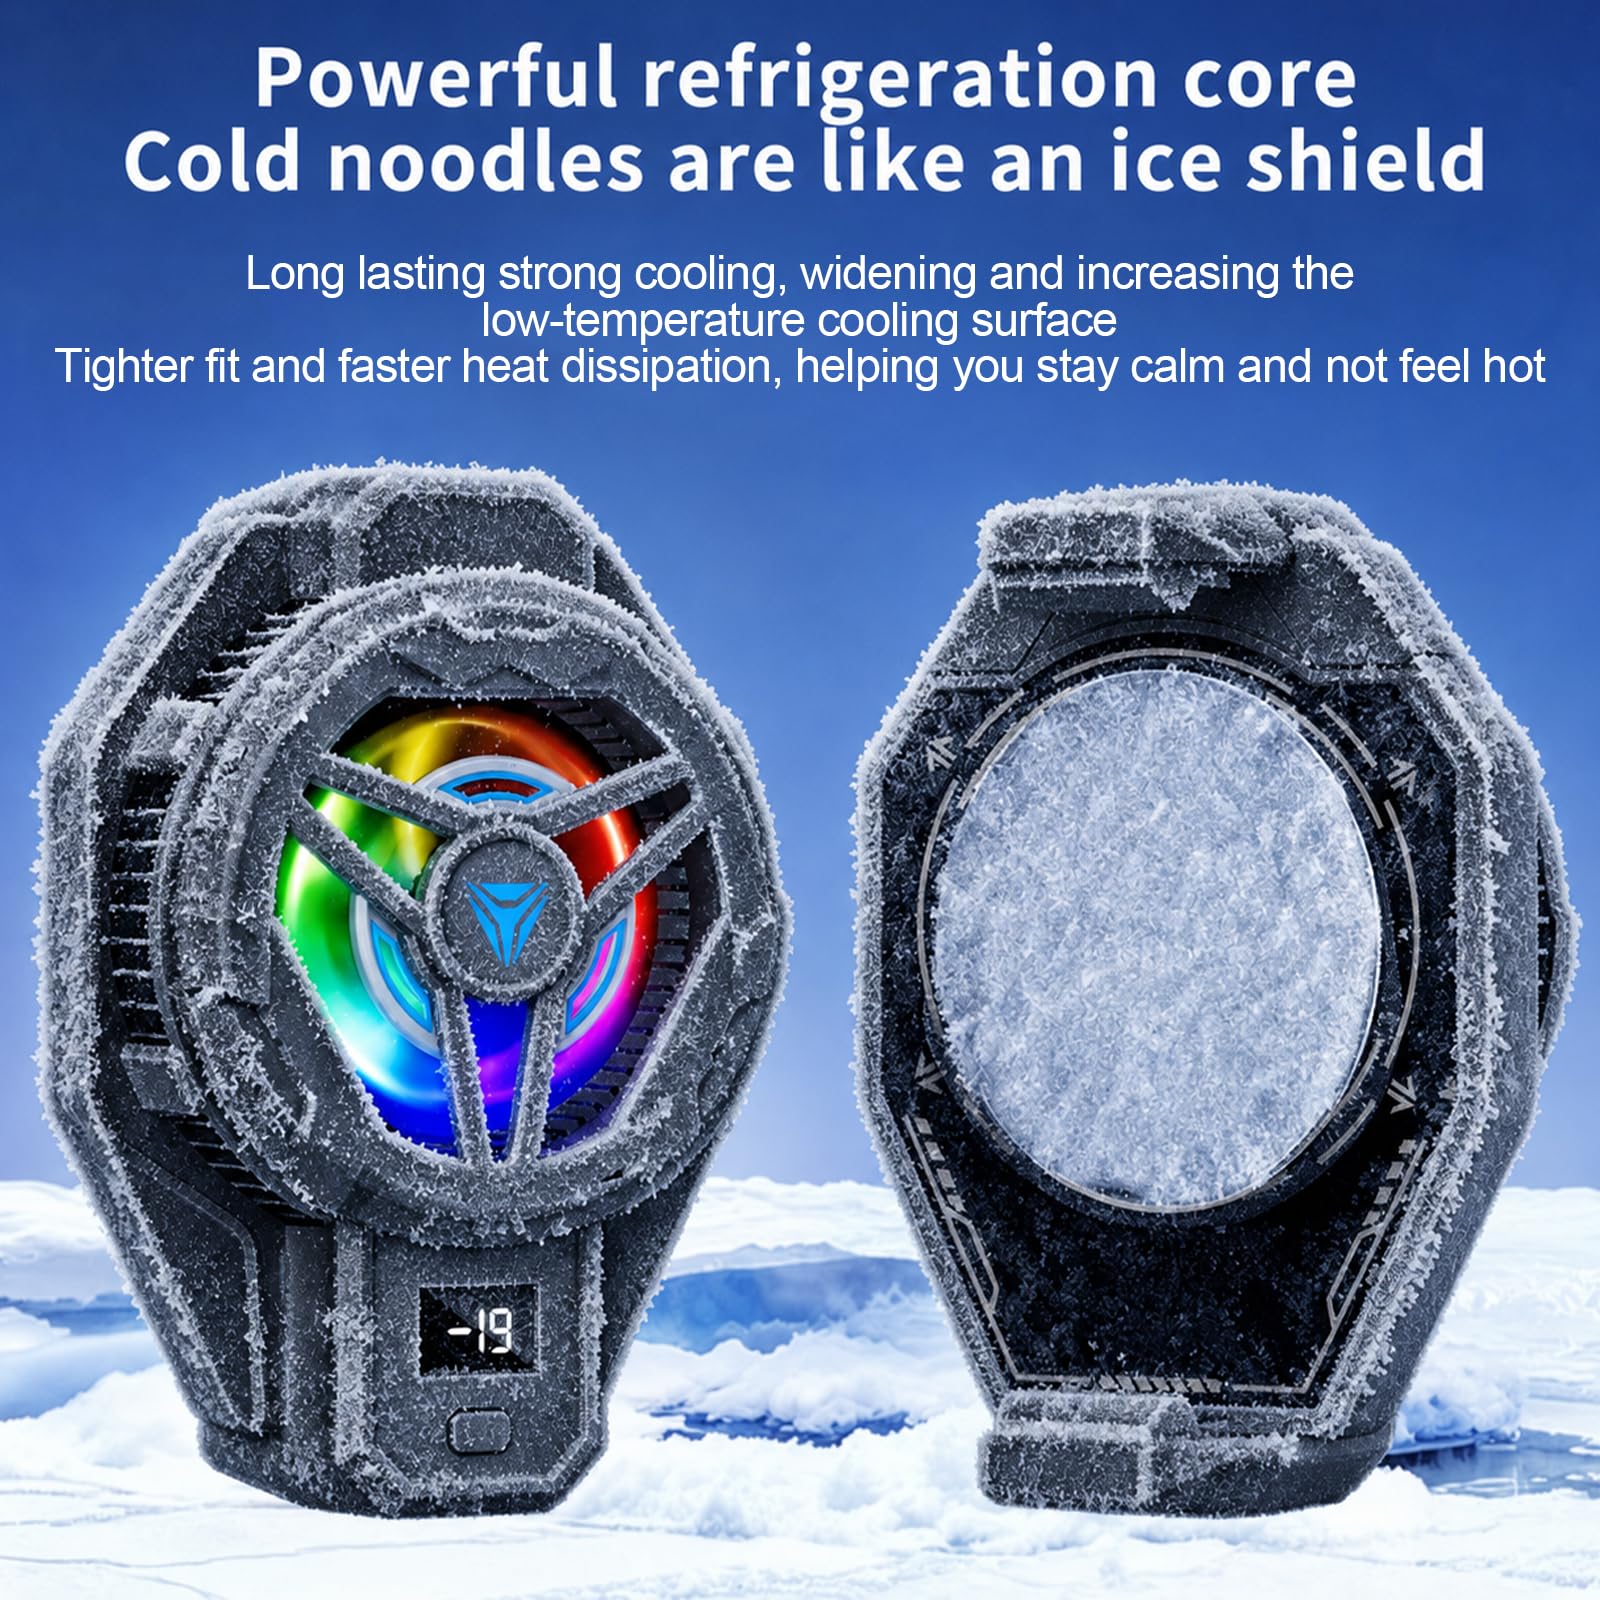 Powerful refrigeration core
Cold noodles are like an ice shield
Long lasting strong cooling, widening and increasing the
low-temperature cooling surface
Tighter fit and faster heat dissipation, helping you stay calm and not feel hot
-19